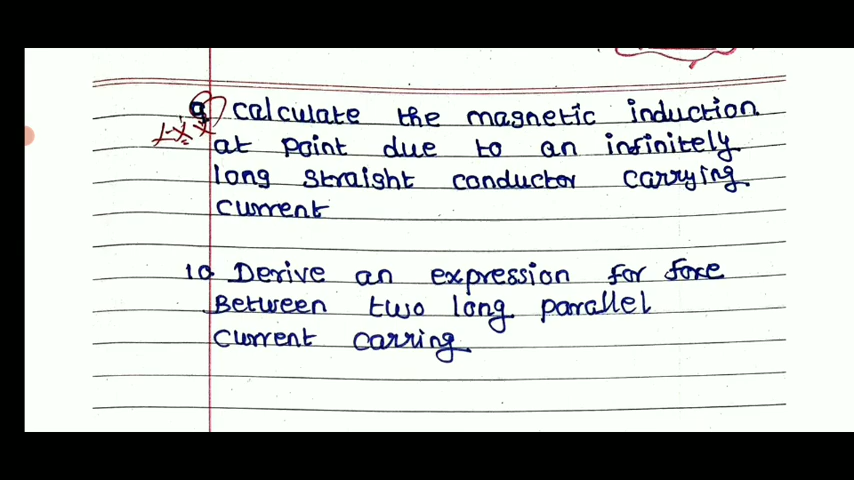 9) calculate the magnetic induction
at point due to an infinitely
long straight conductor carrying
current
10. Derive an expression for force
Between two long parallel
current carring